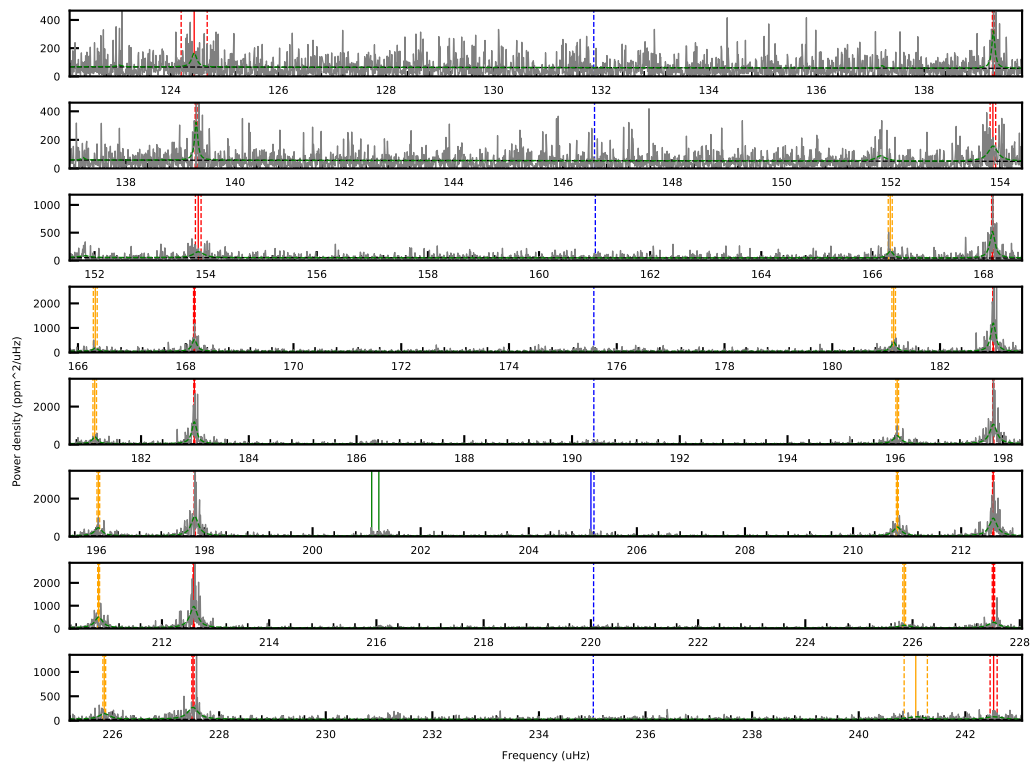 400
200
0
124 126 128 130 132 134 136 138
400
200
0
138 140 142 144 146 148 150 152 154
1000
500
0
152 154 156 158 160 162 164 166 168
2000
1000
0
166 168 170 172 174 176 178 180 182
2000
0
182 184 186 188 190 192 194 196 198
2000
0
196 198 200 202 204 206 208 210 212
2000
1000
0
212 214 216 218 220 222 224 226 228
1000
500
0
226 228 230 232 234 236 238 240 242
Power density (ppm^2/uHz)
Frequency (uHz)